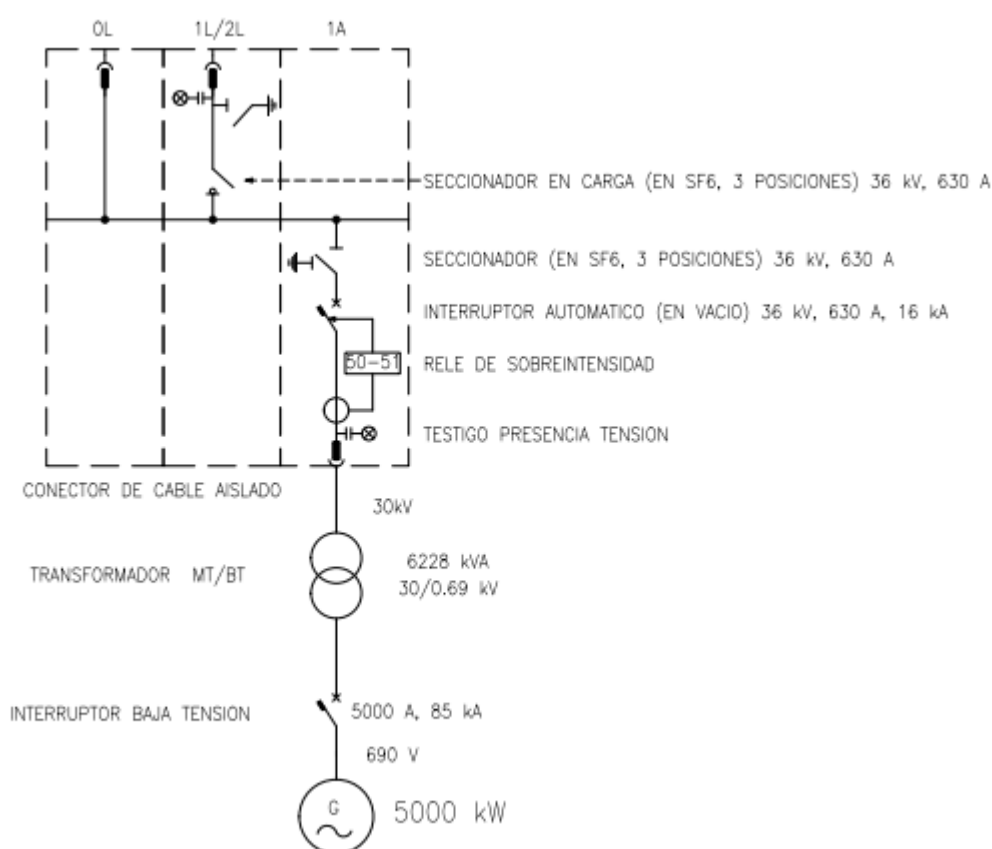 0L 1L/2L 1A
SECCIONADOR EN CARGA (EN SF6, 3 POSICIONES) 36 kV, 630 A
SECCIONADOR (EN SF6, 3 POSICIONES) 36 kV, 630 A
INTERRUPTOR AUTOMATICO (EN VACIO) 36 kV, 630 A, 16 kA
50-51 RELE DE SOBREINTENSIDAD
TESTIGO PRESENCIA TENSION
CONECTOR DE CABLE AISLADO
30kV
TRANSFORMADOR MT/BT
6228 kVA
30/0.69 kV
INTERRUPTOR BAJA TENSION 5000 A, 85 kA
690 V
G 5000 kW